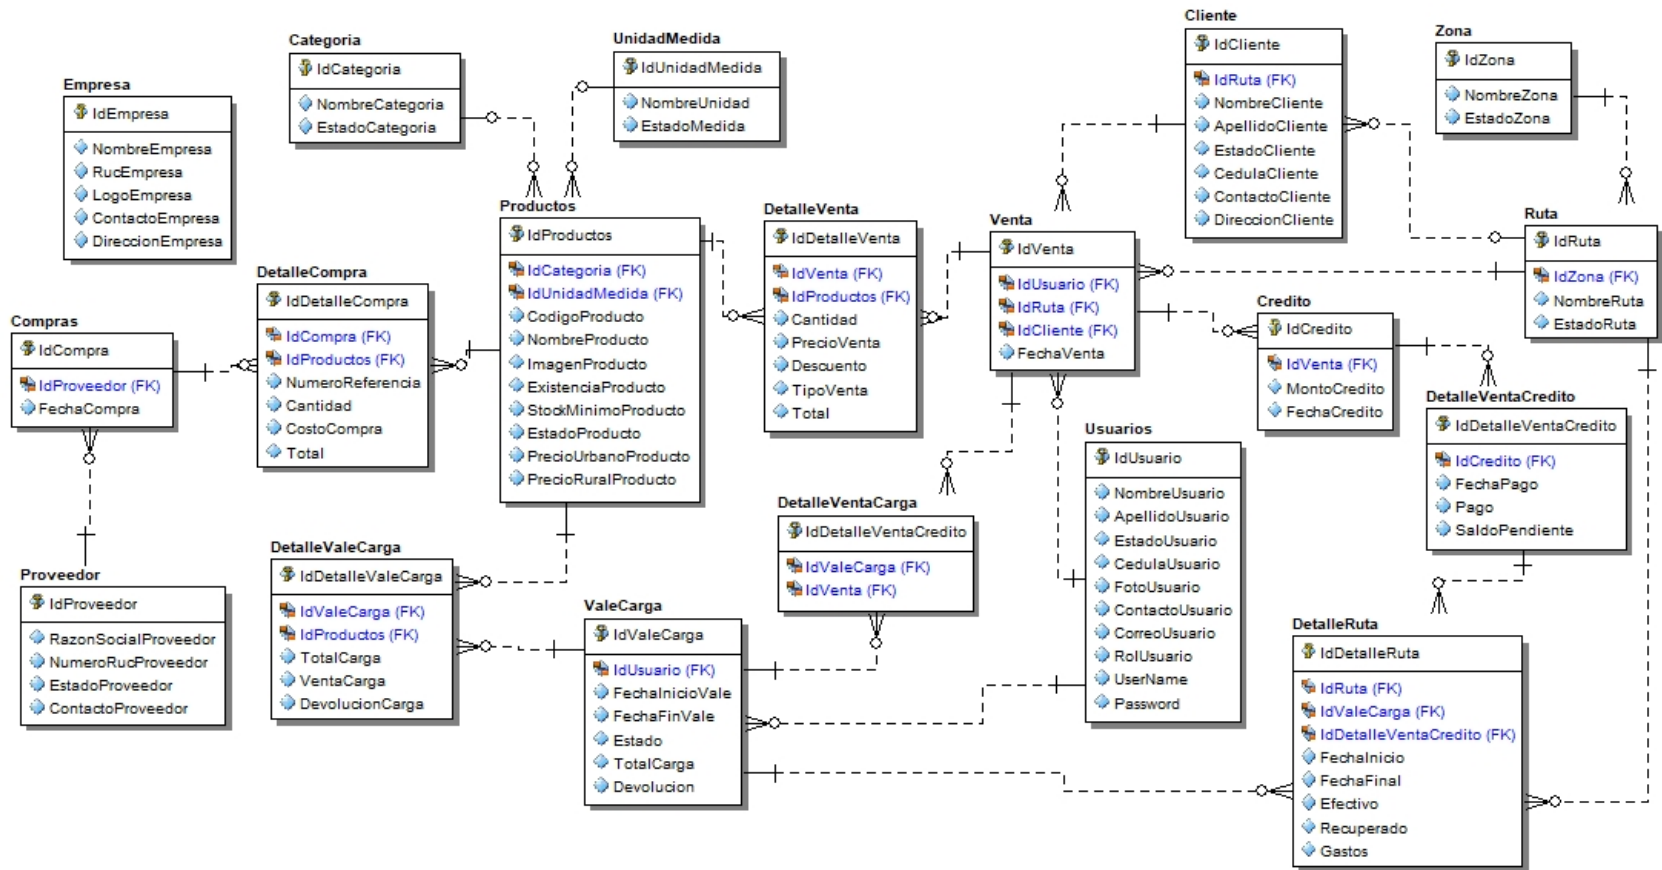 Empresa
IdEmpresa
NombreEmpresa
RucEmpresa
LogoEmpresa
ContactoEmpresa
DireccionEmpresa
Categoria
IdCategoria
NombreCategoria
EstadoCategoria
UnidadMedida
IdUnidadMedida
NombreUnidad
EstadoMedida
Cliente
IdCliente
IdRuta (FK)
NombreCliente
ApellidoCliente
EstadoCliente
CedulaCliente
ContactoCliente
DireccionCliente
Zona
IdZona
NombreZona
EstadoZona
Compras
IdCompra
IdProveedor (FK)
FechaCompra
DetalleCompra
IdDetalleCompra
IdCompra (FK)
IdProductos (FK)
NumeroReferencia
Cantidad
CostoCompra
Total
Productos
IdProductos
IdCategoria (FK)
IdUnidadMedida (FK)
CodigoProducto
NombreProducto
ImagenProducto
ExistenciaProducto
StockMinimoProducto
EstadoProducto
PrecioUrbanoProducto
PrecioRuralProducto
DetalleVenta
IdDetalleVenta
IdVenta (FK)
IdProductos (FK)
Cantidad
PrecioVenta
Descuento
TipoVenta
Total
Venta
IdVenta
IdUsuario (FK)
IdRuta (FK)
IdCliente (FK)
FechaVenta
Ruta
IdRuta
IdZona (FK)
NombreRuta
EstadoRuta
Credito
IdCredito
IdVenta (FK)
MontoCredito
FechaCredito
DetalleVentaCredito
IdDetalleVentaCredito
IdCredito (FK)
FechaPago
Pago
SaldoPendiente
Usuarios
IdUsuario
NombreUsuario
ApellidoUsuario
EstadoUsuario
CedulaUsuario
FotoUsuario
ContactoUsuario
CorreoUsuario
RolUsuario
UserName
Password
DetalleVentaCarga
IdDetalleVentaCredito
IdValeCarga (FK)
IdVenta (FK)
Proveedor
IdProveedor
RazonSocialProveedor
NumeroRucProveedor
EstadoProveedor
ContactoProveedor
DetalleValeCarga
IdDetalleValeCarga
IdValeCarga (FK)
IdProductos (FK)
TotalCarga
VentaCarga
DevolucionCarga
ValeCarga
IdValeCarga
IdUsuario (FK)
FechaInicioVale
FechaFinVale
Estado
TotalCarga
Devolucion
DetalleRuta
IdDetalleRuta
IdRuta (FK)
IdValeCarga (FK)
IdDetalleVentaCredito (FK)
FechaInicio
FechaFinal
Efectivo
Recuperado
Gastos